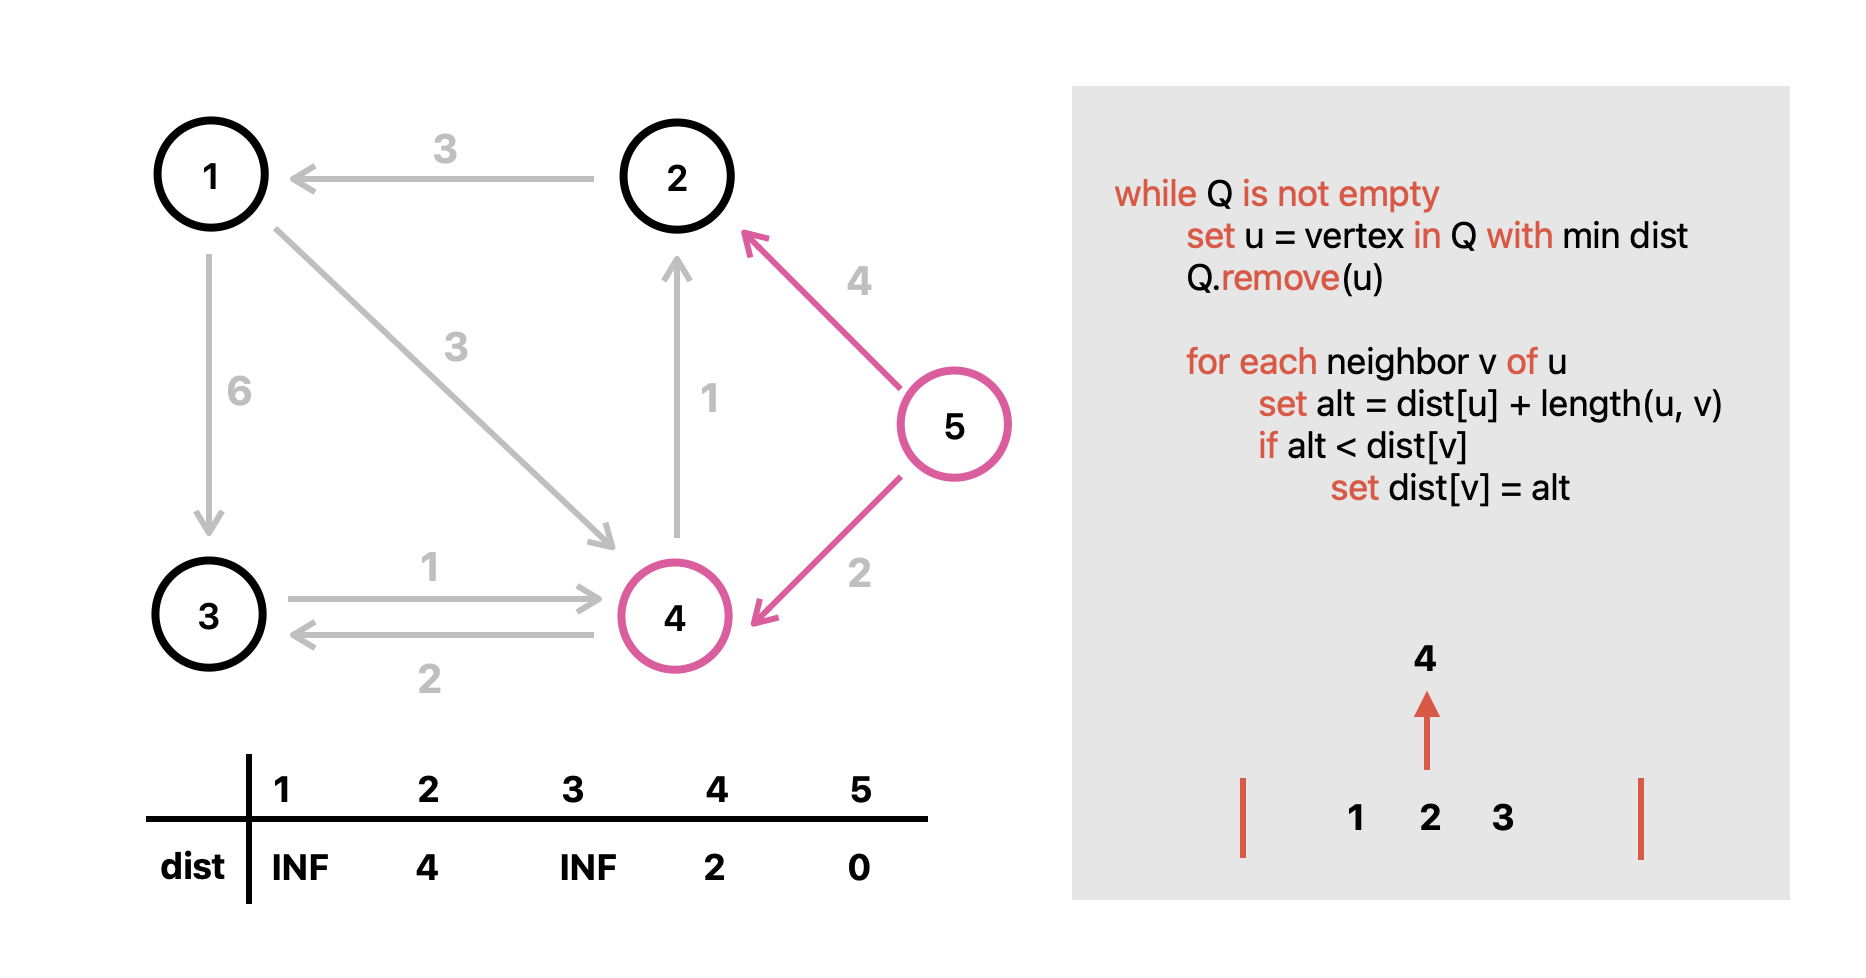 3
1
2
4
3
6
1
5
1
2
3
4
2
1 2 3 4 5
dist INF 4 INF 2 0
while Q is not empty
set u = vertex in Q with min dist
Q.remove(u)
for each neighbor v of u
set alt = dist[u] + length(u, v)
if alt < dist[v]
set dist[v] = alt
4
1 2 3